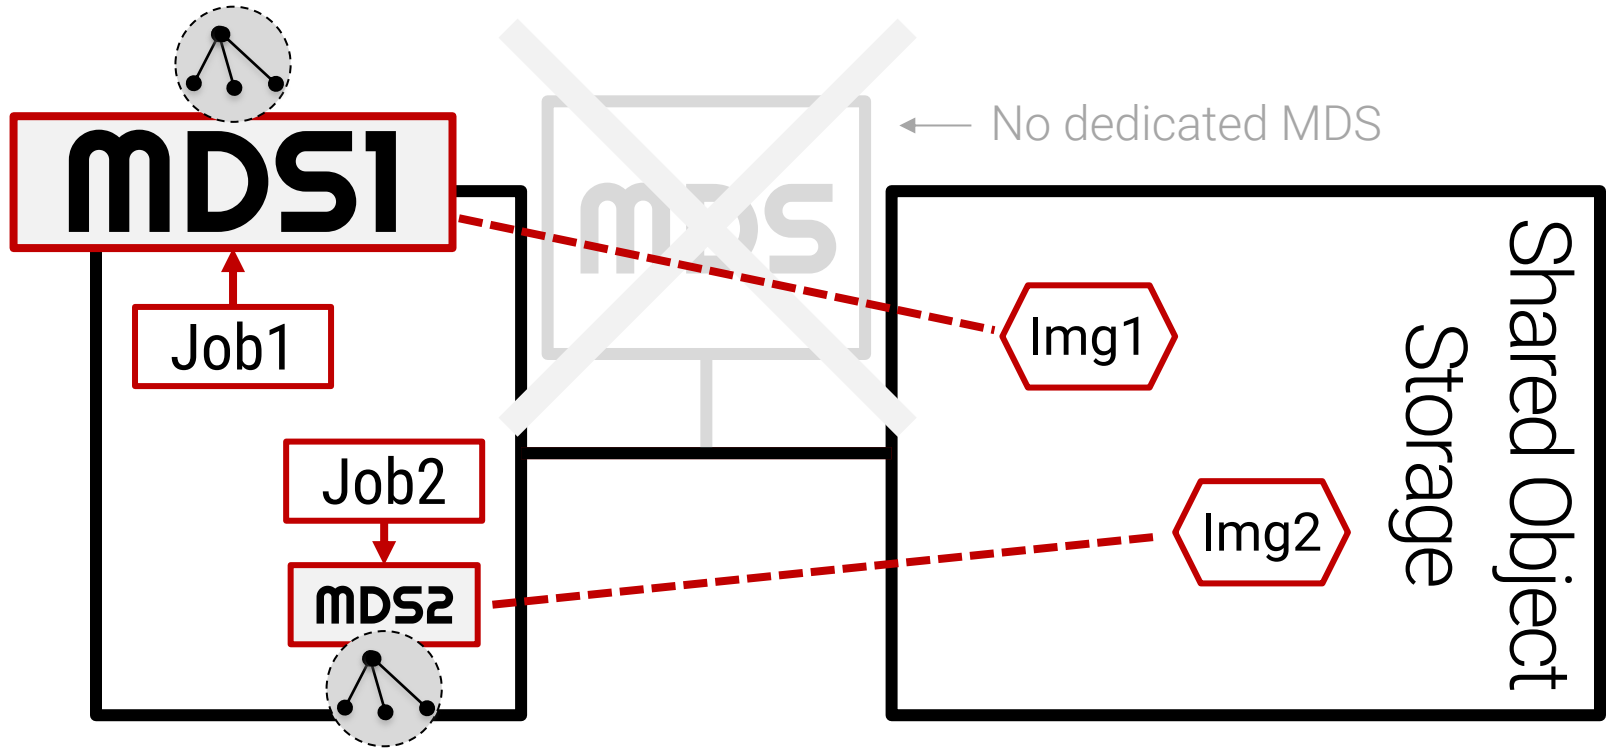 MDS1
MDS
No dedicated MDS
Job1
Img1
Job2
Img2
MDS2
Shared Object
Storage